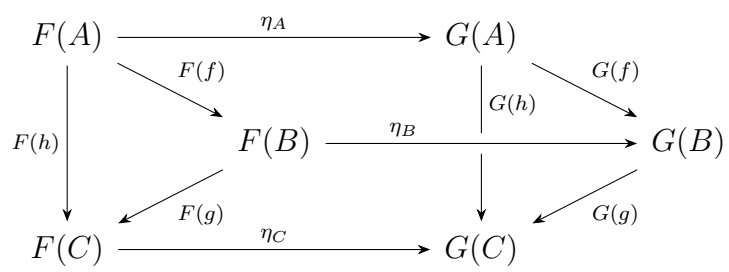 F(A) η_A G(A)
F(f) G(f)
F(h) G(h)
F(B) η_B G(B)
F(g) G(g)
F(C) η_C G(C)